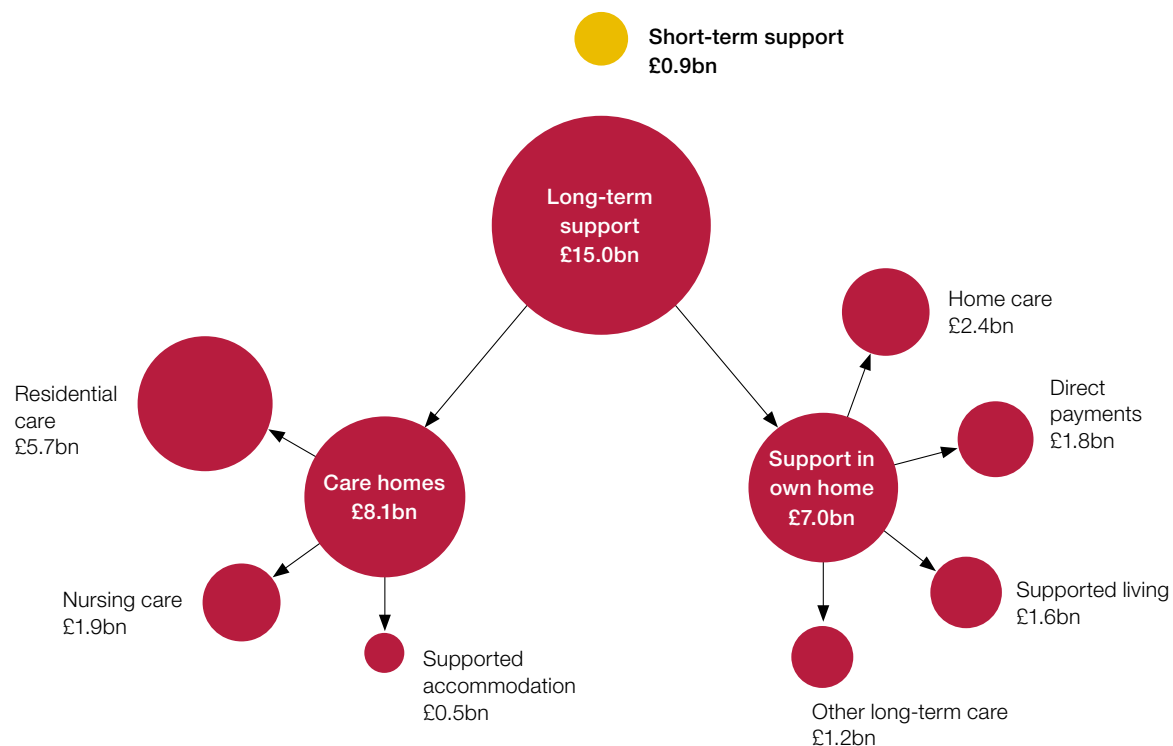 Short-term support
£0.9bn
Long-term
support
£15.0bn
Home care
£2.4bn
Residential
care
£5.7bn
Direct
payments
£1.8bn
Care homes
£8.1bn
Support in
own home
£7.0bn
Nursing care
£1.9bn
Supported
accommodation
£0.5bn
Supported living
£1.6bn
Other long-term care
£1.2bn